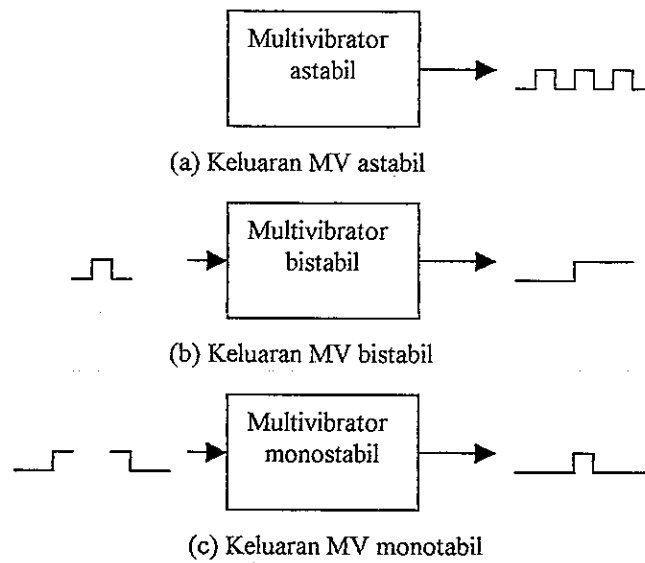 Multivibrator
astabil
(a) Keluaran MV astabil
Multivibrator
bistabil
(b) Keluaran MV bistabil
Multivibrator
monostabil
(c) Keluaran MV monotabil